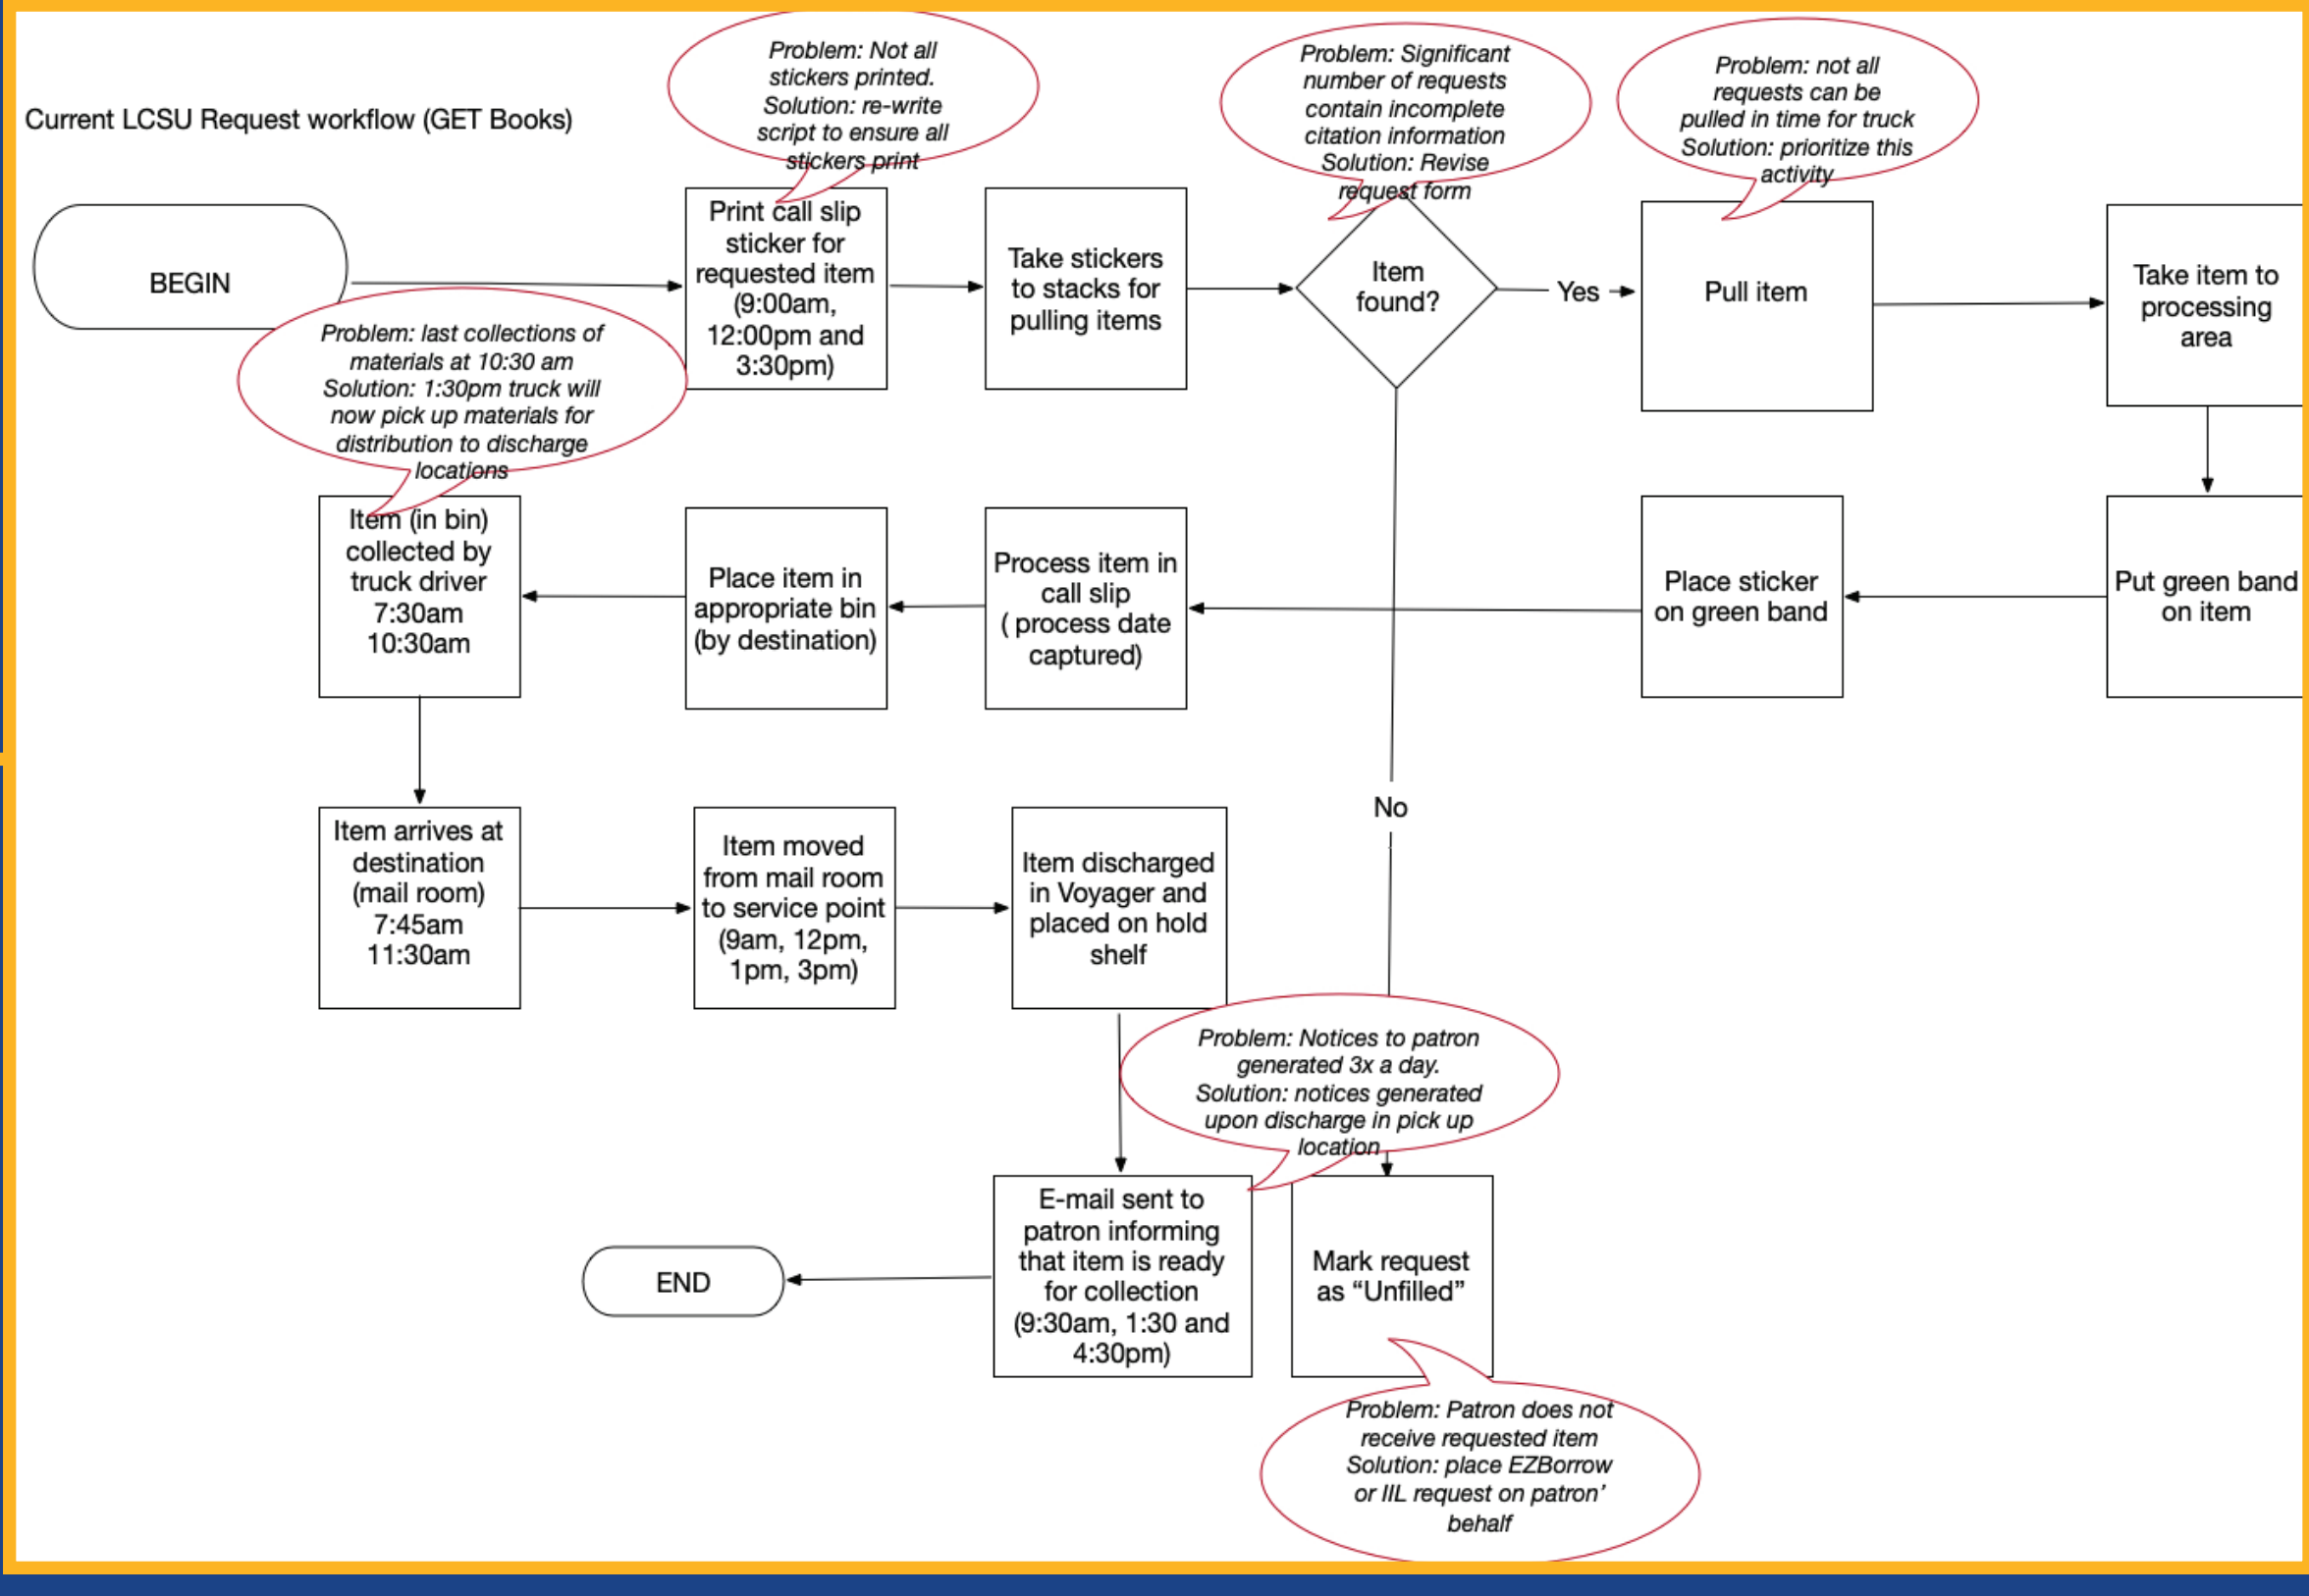 Problem: Not all
stickers printed.
Solution: re-write
script to ensure all
stickers print
Problem: Significant
number of requests
contain incomplete
citation information
Solution: Revise
request form
Problem: not all
requests can be
pulled in time for truck
Solution: prioritize this
activity
Current LCSU Request workflow (GET Books)
BEGIN
Print call slip
sticker for
requested item
(9:00am,
12:00pm and
3:30pm)
Take stickers
to stacks for
pulling items
Item
found?
Yes
Pull item
Take item to
processing
area
Problem: last collections of
materials at 10:30 am
Solution: 1:30pm truck will
now pick up materials for
distribution to discharge
locations
Item (in bin)
collected by
truck driver
7:30am
10:30am
Place item in
appropriate bin
(by destination)
Process item in
call slip
( process date
captured)
Place sticker
on green band
Put green band
on item
No
Item arrives at
destination
(mail room)
7:45am
11:30am
Item moved
from mail room
to service point
(9am, 12pm,
1pm, 3pm)
Item discharged
in Voyager and
placed on hold
shelf
Problem: Notices to patron
generated 3x a day.
Solution: notices generated
upon discharge in pick up
location
END
E-mail sent to
patron informing
that item is ready
for collection
(9:30am, 1:30 and
4:30pm)
Mark request
as “Unfilled”
Problem: Patron does not
receive requested item
Solution: place EZBorrow
or IIL request on patron’
behalf